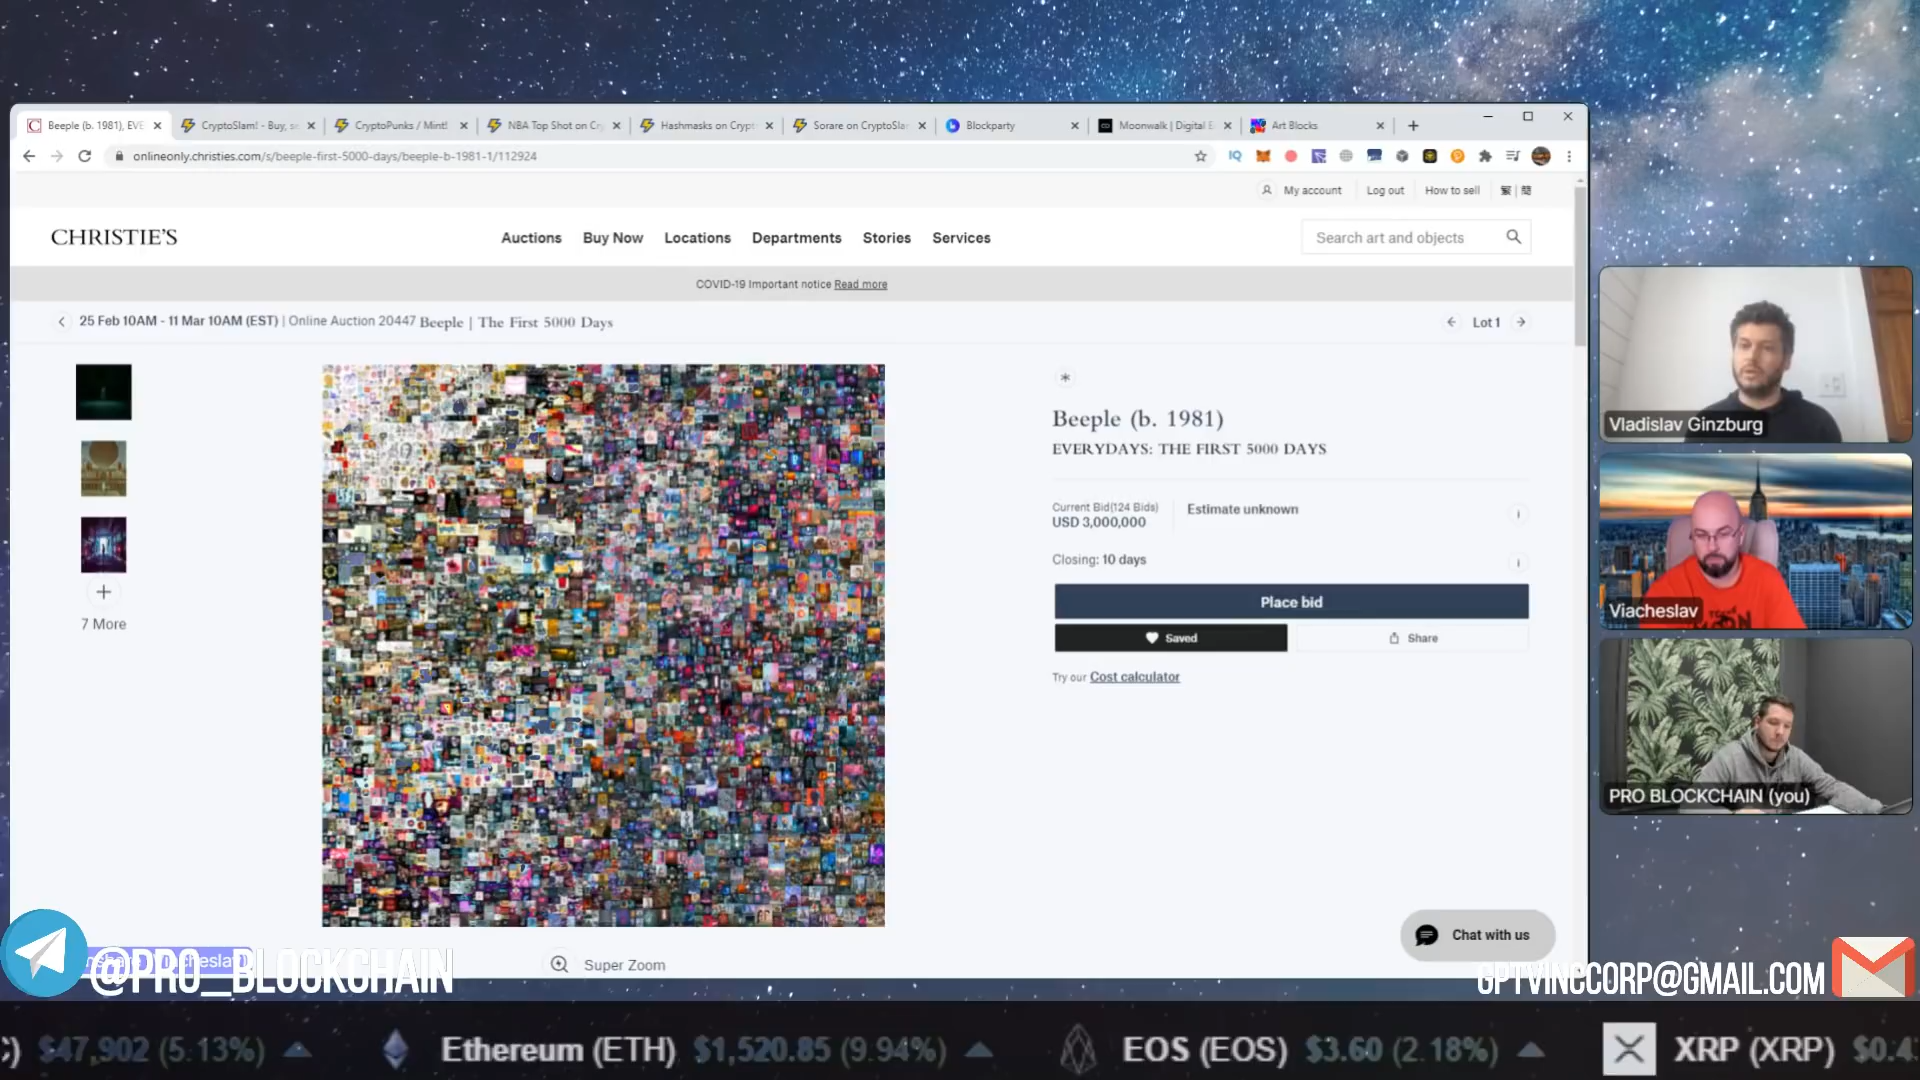 Beeple (b. 1981), EVE
CryptoSlam! - Buy, se
CryptoPunks / Mint!
NBA Top Shot on Cry
Hashmasks on Crypt
Sorare on CryptoSla
Blockparty
Moonwalk | Digital E
Art Blocks
onlineonly.christies.com/s/beeple-first-5000-days/beeple-b-1981-1/112924
IQ
My account
Log out
How to sell
繁 | 簡
CHRISTIE'S
Auctions
Buy Now
Locations
Departments
Stories
Services
Search art and objects
COVID-19 Important notice Read more
25 Feb 10AM - 11 Mar 10AM (EST) | Online Auction 20447 Beeple | The First 5000 Days
Lot 1
Beeple (b. 1981)
EVERYDAYS: THE FIRST 5000 DAYS
Current Bid(124 Bids)
USD 3,000,000
Estimate unknown
Closing: 10 days
Place bid
Saved
Share
Try our Cost calculator
7 More
Super Zoom
Chat with us
Vladislav Ginzburg
Viacheslav
PRO BLOCKCHAIN (you)
@PRO_BLOCKCHAIN
GPTVINCCORP@GMAIL.COM
$47,902 (5.13%)
Ethereum (ETH) $1,520.85 (9.94%)
EOS (EOS) $3.60 (2.18%)
XRP (XRP) $0.4